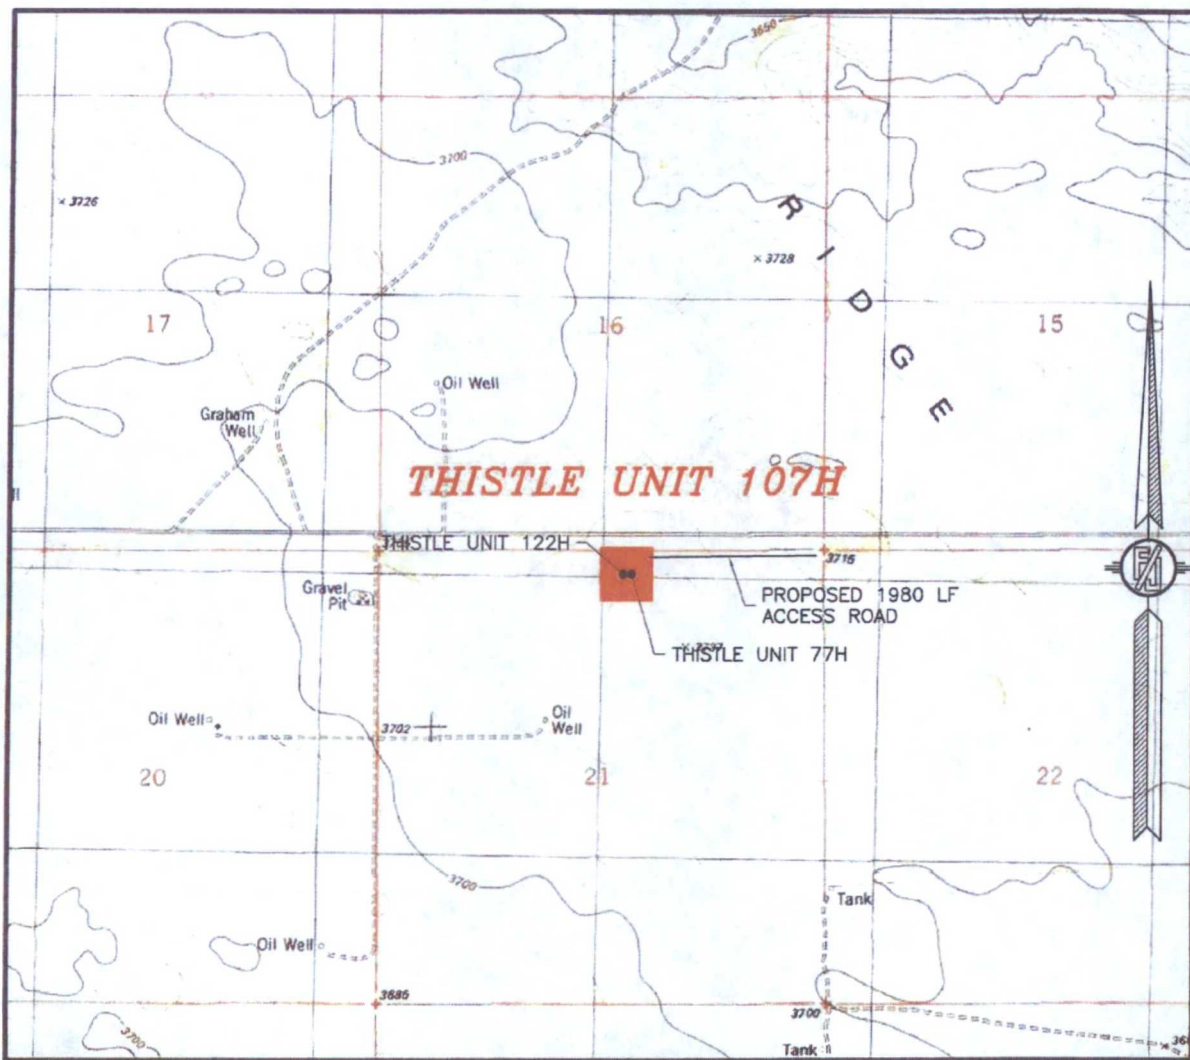 3650
3700
3726
R I D G E
3728
17
16
15
Oil Well
Graham
Well
THISTLE UNIT 107H
THISTLE UNIT 122H
3716
Gravel
Pit
PROPOSED 1980 LF
ACCESS ROAD
THISTLE UNIT 77H
Oil Well
3702
Oil
Well
20
21
22
3700
Tank
Oil Well
3686
3700
3700
Tank